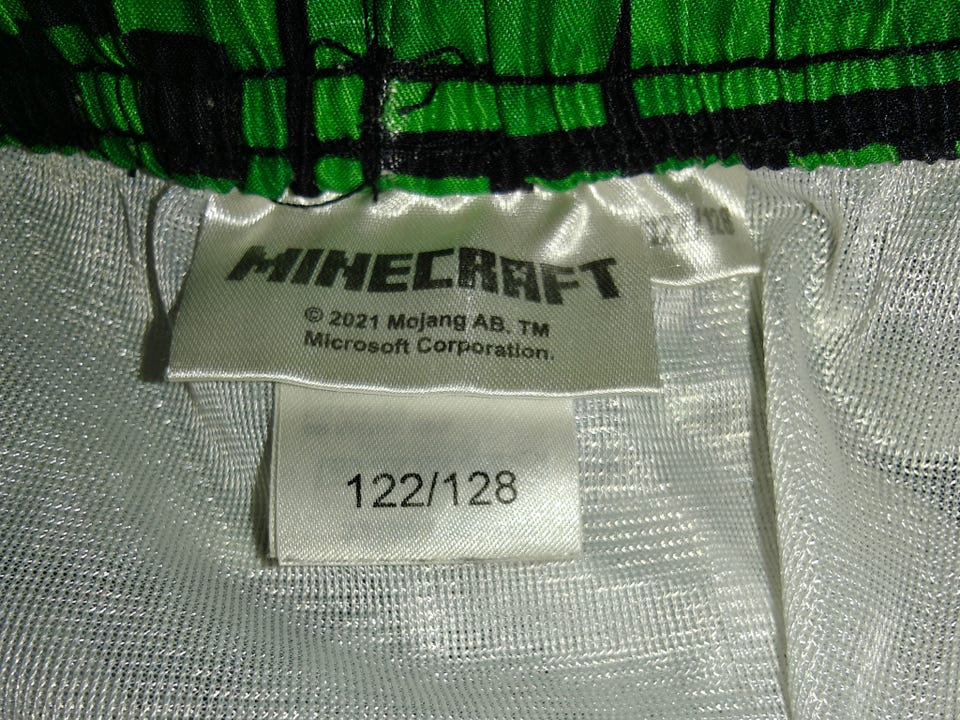 MINECRAFT
© 2021 Mojang AB. TM
Microsoft Corporation.
122/128